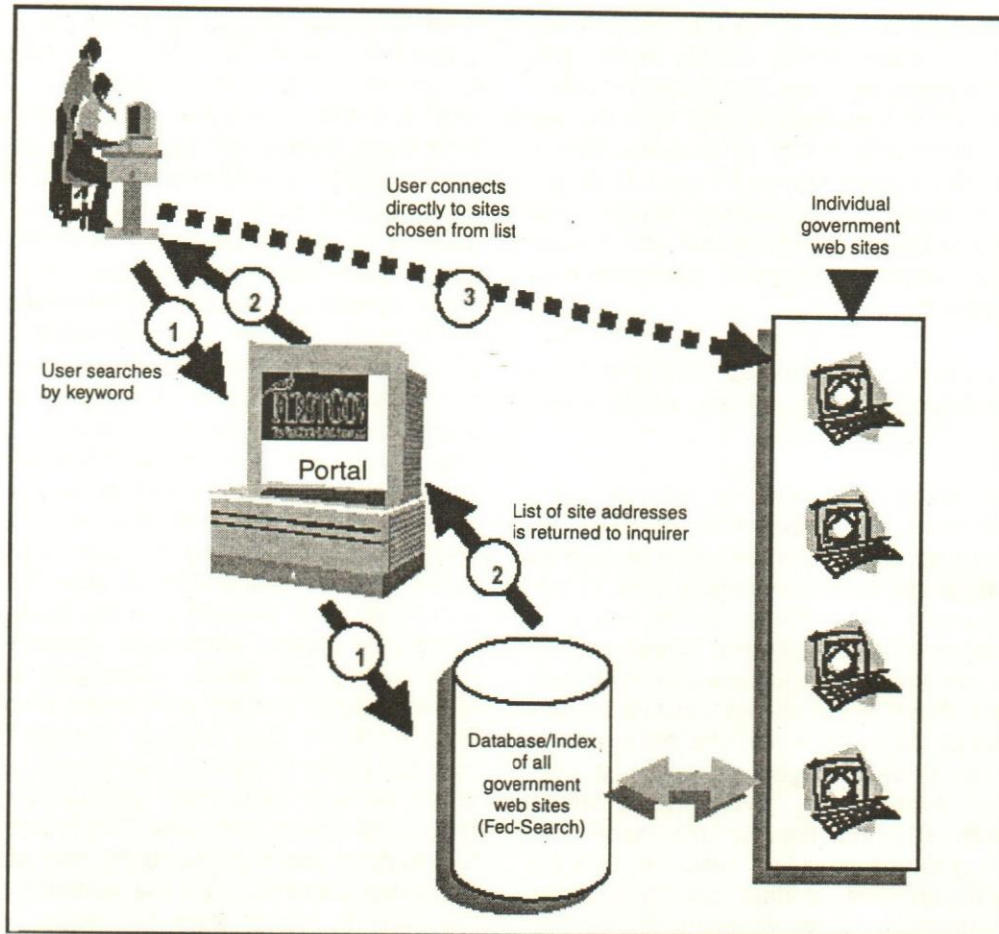 User connects
directly to sites
chosen from list
Individual
government
web sites
2
3
1
User searches
by keyword
FIRSTGOV
Portal
List of site addresses
is returned to inquirer
2
1
Database/Index
of all
government
web sites
(Fed-Search)